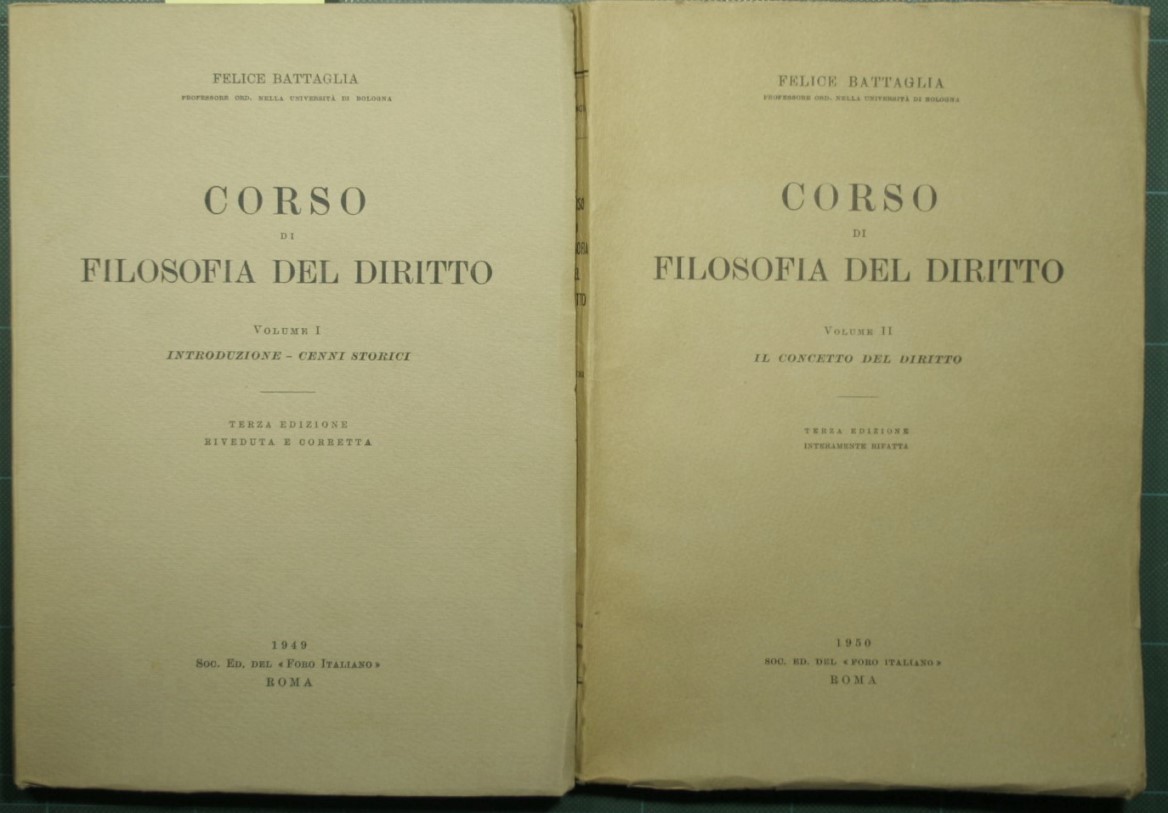 FELICE BATTAGLIA
PROFESSORE ORD. NELLA UNIVERSITÀ DI BOLOGNA
CORSO
DI
FILOSOFIA DEL DIRITTO
VOLUME I
INTRODUZIONE - CENNI STORICI
TERZA EDIZIONE
RIVEDUTA E CORRETTA
1949
SOC. ED. DEL «FORO ITALIANO»
ROMA
FELICE BATTAGLIA
PROFESSORE ORD. NELLA UNIVERSITÀ DI BOLOGNA
CORSO
DI
FILOSOFIA DEL DIRITTO
VOLUME II
IL CONCETTO DEL DIRITTO
TERZA EDIZIONE
INTERAMENTE RIFATTA
1950
SOC. ED. DEL «FORO ITALIANO»
ROMA